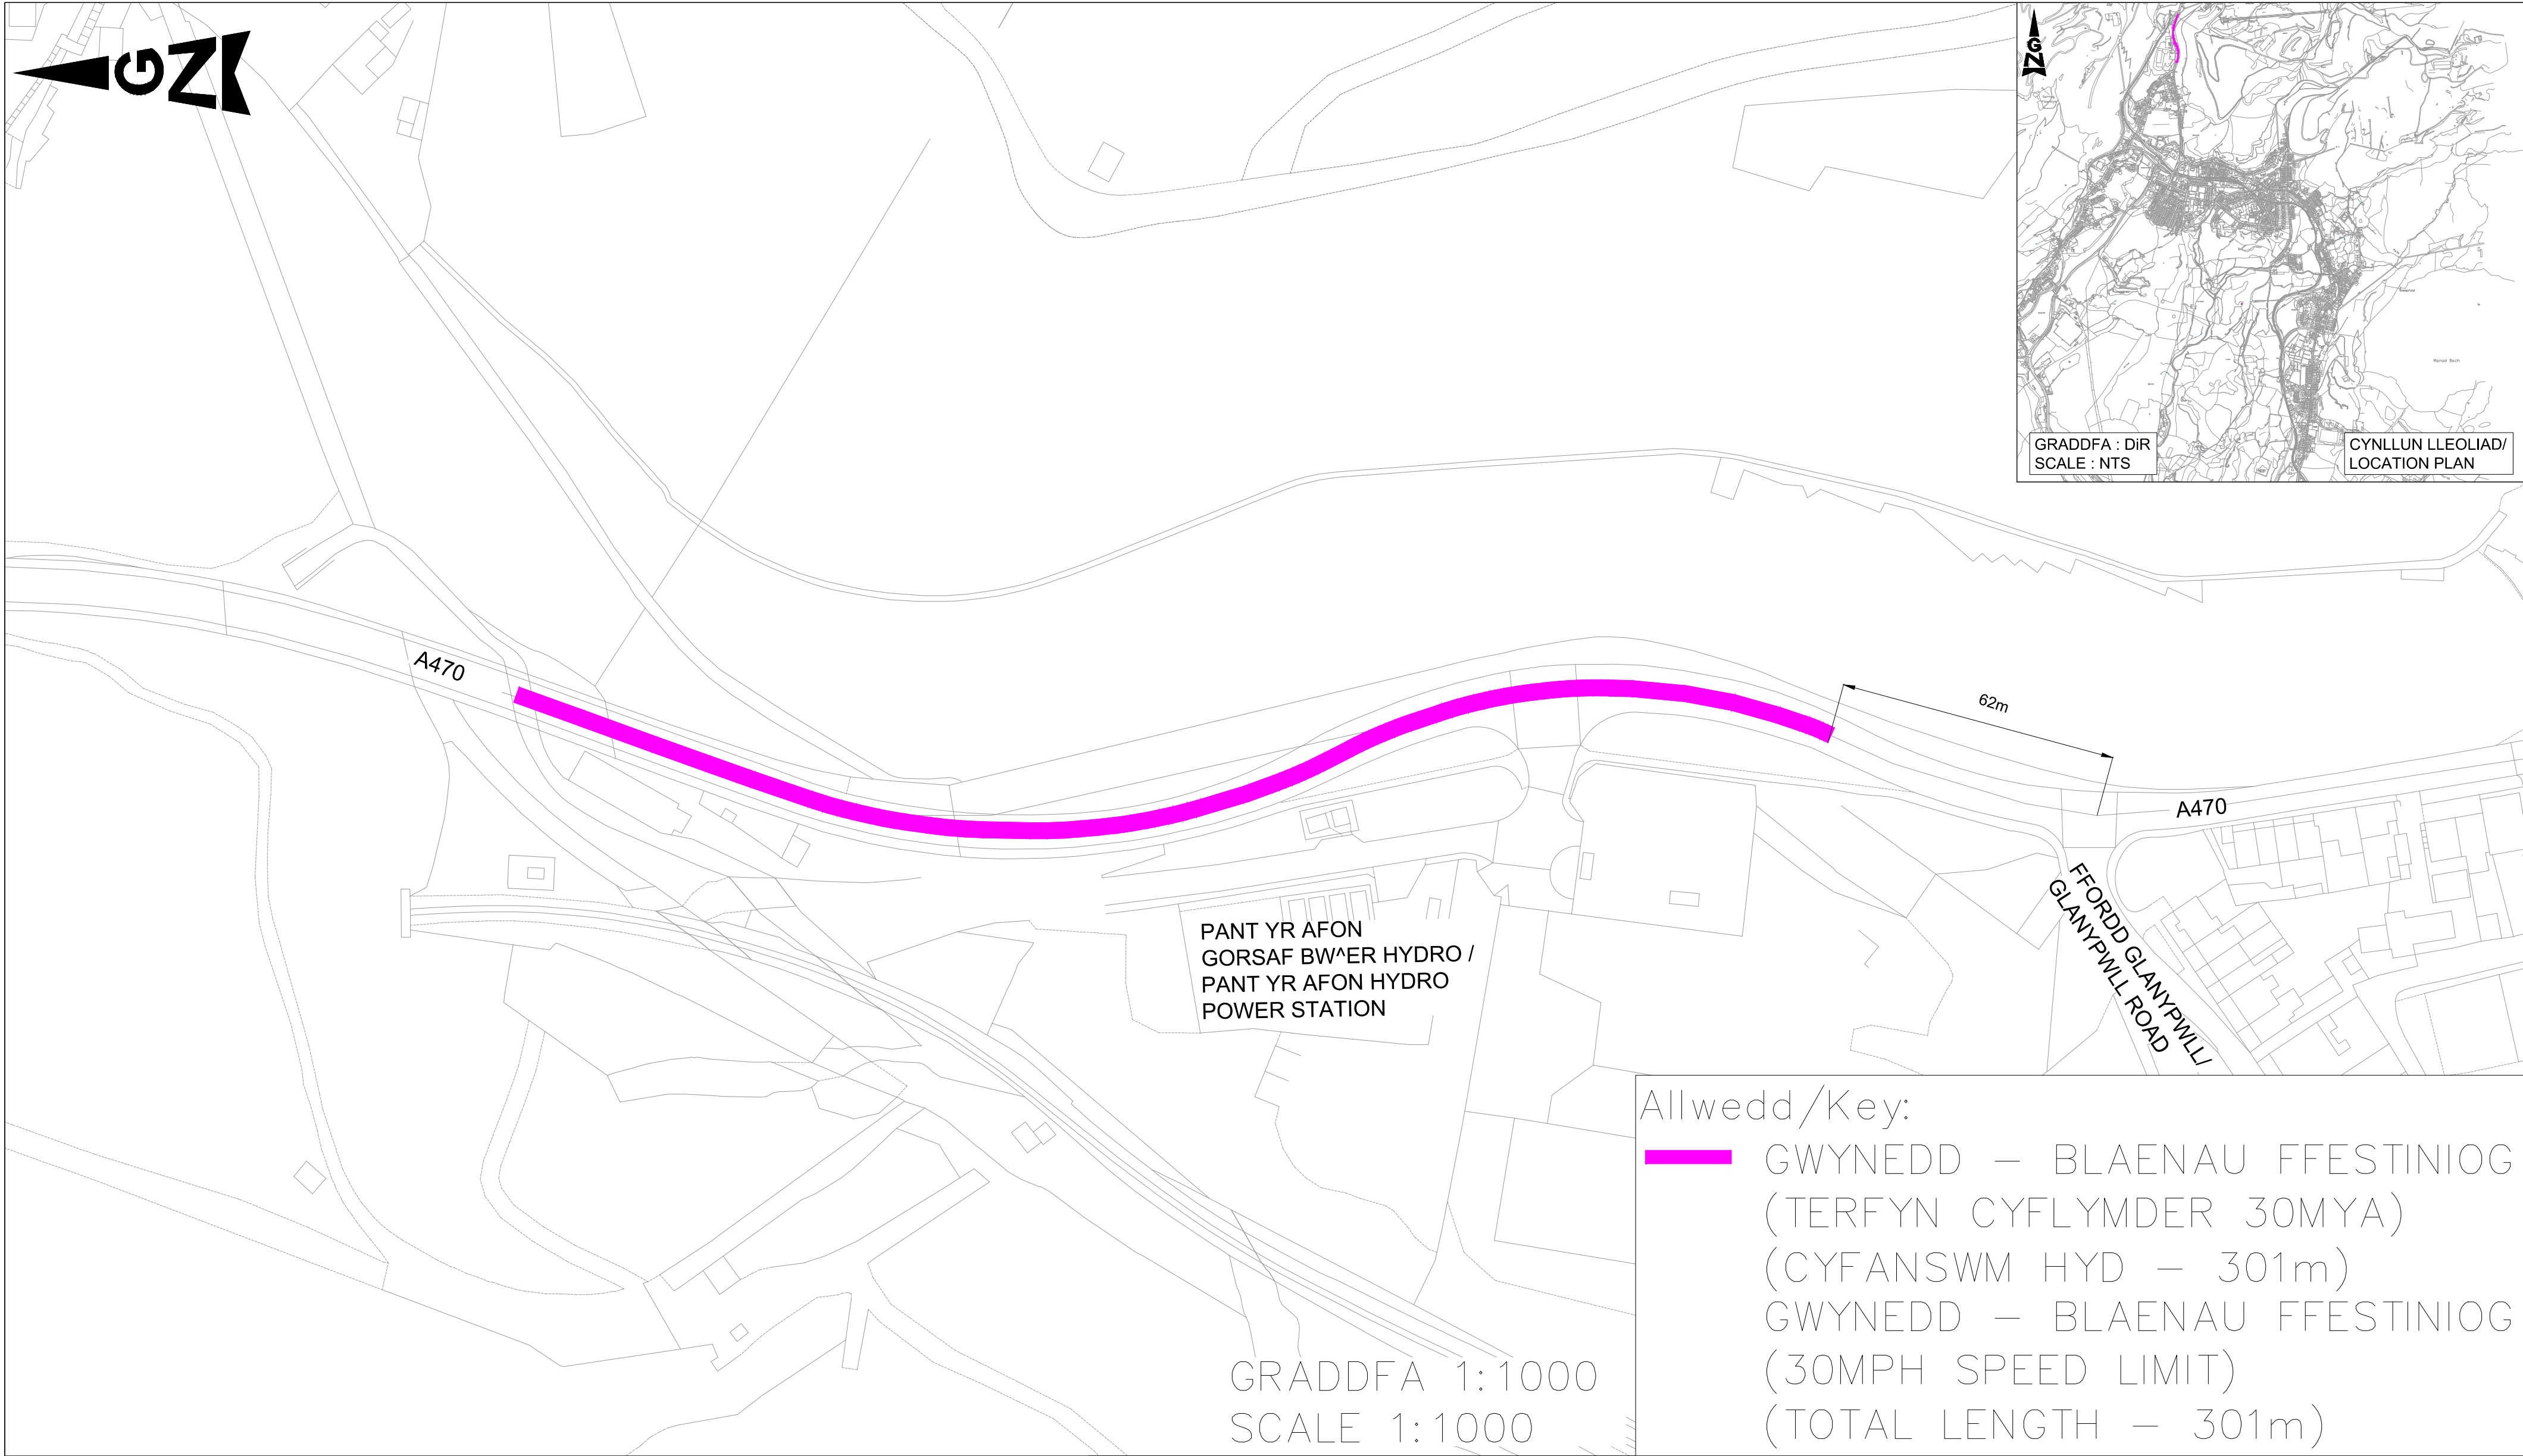 GN
GN
GRADDFA : DiR
SCALE : NTS
CYNLLUN LLEOLIAD/
LOCATION PLAN
A470
62m
A470
FFORDD GLANYPWLL/
GLANYPWLL ROAD
PANT YR AFON
GORSAF BW^ER HYDRO /
PANT YR AFON HYDRO
POWER STATION
Allwedd/Key:
GWYNEDD – BLAENAU FFESTINIOG
(TERFYN CYFLYMDER 30MYA)
(CYFANSWM HYD – 301m)
GWYNEDD – BLAENAU FFESTINIOG
(30MPH SPEED LIMIT)
(TOTAL LENGTH – 301m)
GRADDFA 1:1000
SCALE 1:1000